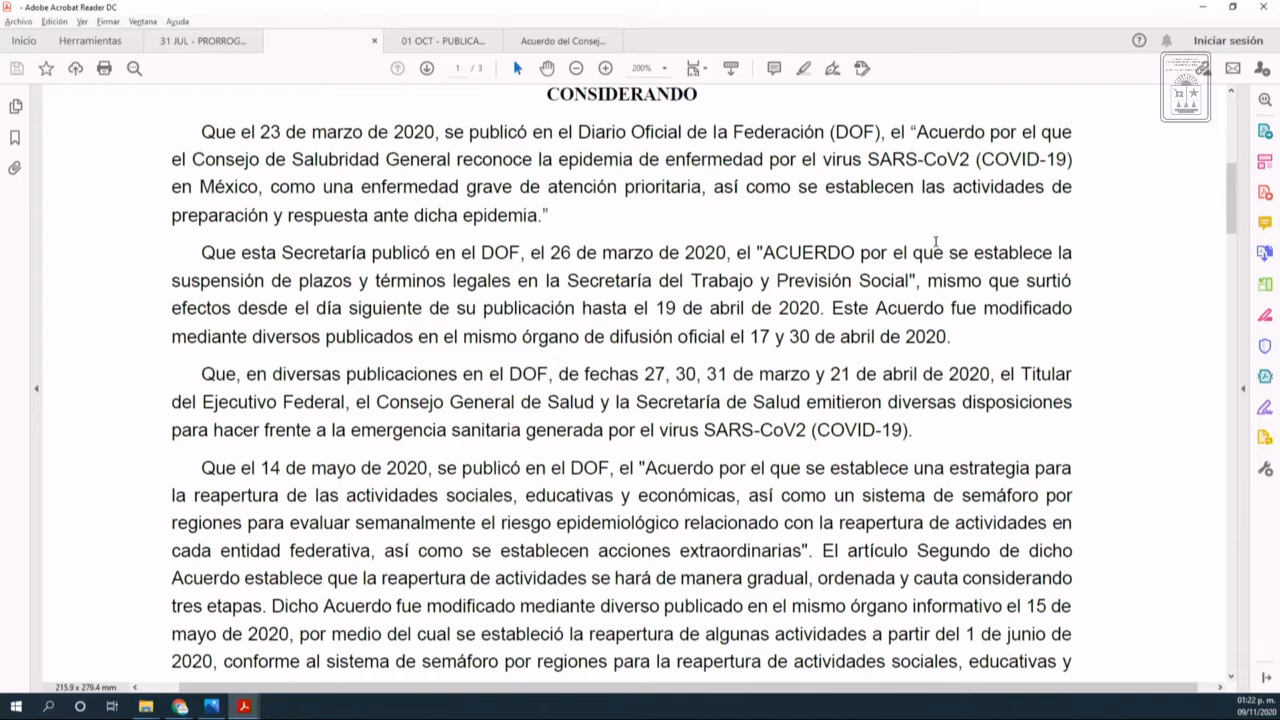 - Adobe Acrobat Reader DC
Archivo Edición Ver Firmar Ventana Ayuda
Inicio Herramientas 31 JUL - PRORROG... × 01 OCT - PUBLICA... Acuerdo del Consej... Iniciar sesión
1 / 3 200%
CONSIDERANDO
Que el 23 de marzo de 2020, se publicó en el Diario Oficial de la Federación (DOF), el “Acuerdo por el que
el Consejo de Salubridad General reconoce la epidemia de enfermedad por el virus SARS-CoV2 (COVID-19)
en México, como una enfermedad grave de atención prioritaria, así como se establecen las actividades de
preparación y respuesta ante dicha epidemia.”
Que esta Secretaría publicó en el DOF, el 26 de marzo de 2020, el "ACUERDO por el que se establece la
suspensión de plazos y términos legales en la Secretaría del Trabajo y Previsión Social", mismo que surtió
efectos desde el día siguiente de su publicación hasta el 19 de abril de 2020. Este Acuerdo fue modificado
mediante diversos publicados en el mismo órgano de difusión oficial el 17 y 30 de abril de 2020.
Que, en diversas publicaciones en el DOF, de fechas 27, 30, 31 de marzo y 21 de abril de 2020, el Titular
del Ejecutivo Federal, el Consejo General de Salud y la Secretaría de Salud emitieron diversas disposiciones
para hacer frente a la emergencia sanitaria generada por el virus SARS-CoV2 (COVID-19).
Que el 14 de mayo de 2020, se publicó en el DOF, el "Acuerdo por el que se establece una estrategia para
la reapertura de las actividades sociales, educativas y económicas, así como un sistema de semáforo por
regiones para evaluar semanalmente el riesgo epidemiológico relacionado con la reapertura de actividades en
cada entidad federativa, así como se establecen acciones extraordinarias". El artículo Segundo de dicho
Acuerdo establece que la reapertura de actividades se hará de manera gradual, ordenada y cauta considerando
tres etapas. Dicho Acuerdo fue modificado mediante diverso publicado en el mismo órgano informativo el 15 de
mayo de 2020, por medio del cual se estableció la reapertura de algunas actividades a partir del 1 de junio de
2020, conforme al sistema de semáforo por regiones para la reapertura de actividades sociales, educativas y
215.9 x 279.4 mm
01:22 p. m.
09/11/2020